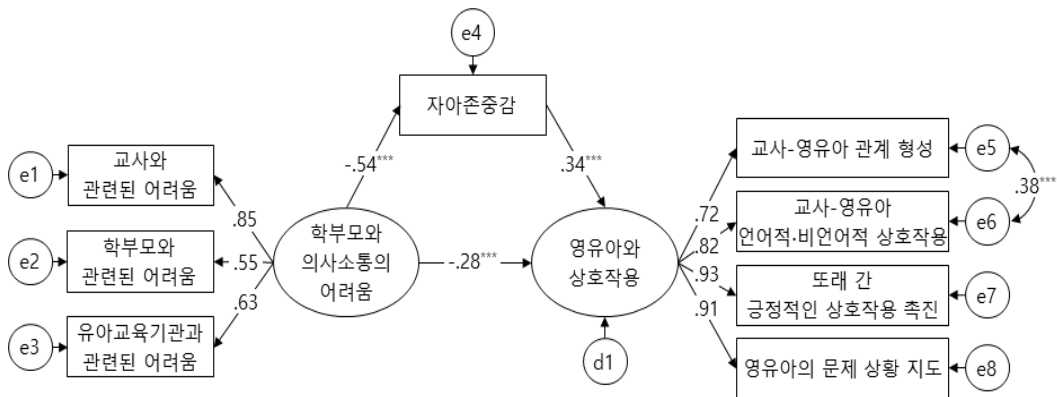 e4
자아존중감
-.54***
.34***
e1
교사와
관련된 어려움
e2
학부모와
관련된 어려움
e3
유아교육기관과
관련된 어려움
.85
.55
.63
학부모와
의사소통의
어려움
-.28***
영유아와
상호작용
d1
.72
.82
.93
.91
교사-영유아 관계 형성
e5
교사-영유아
언어적·비언어적 상호작용
e6
.38***
또래 간
긍정적인 상호작용 촉진
e7
영유아의 문제 상황 지도
e8